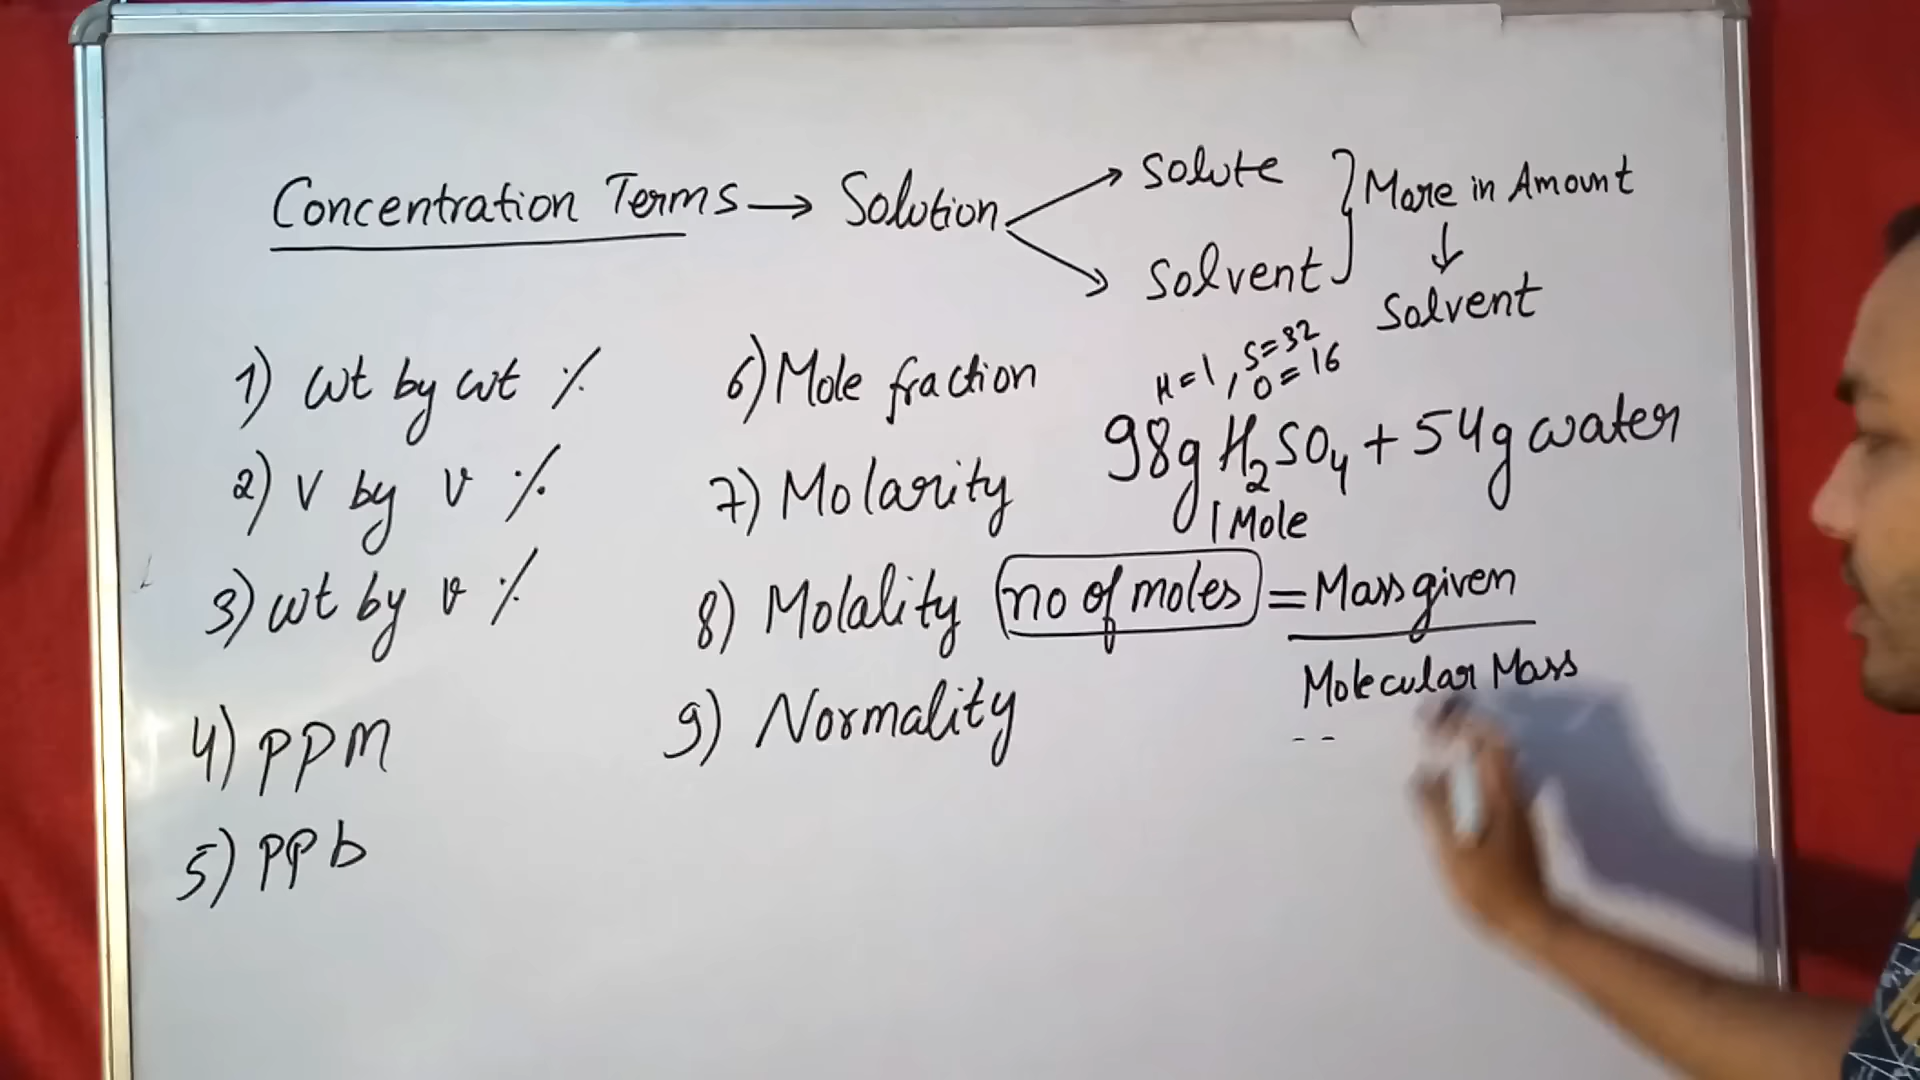 Concentration Terms → Solution
Solute
Solvent
} More in Amount
↓
Solvent
1) wt by wt %
2) V by v %
3) wt by v %
4) PPM
5) PPb
6) Mole fraction
7) Molarity
8) Molality
9) Normality
H=1, S=32
O=16
98g H₂SO₄ + 54g water
1 Mole
no of moles = Mass given
Molecular Mass